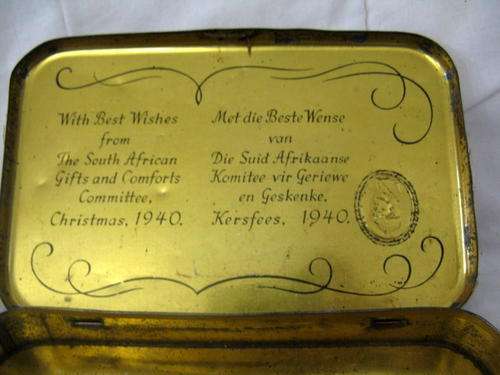 With Best Wishes
from
The South African
Gifts and Comforts
Committee,
Christmas, 1940.
Met die Beste Wense
van
Die Suid Afrikaanse
Komitee vir Geriewe
en Geskenke.
Kersfees, 1940.